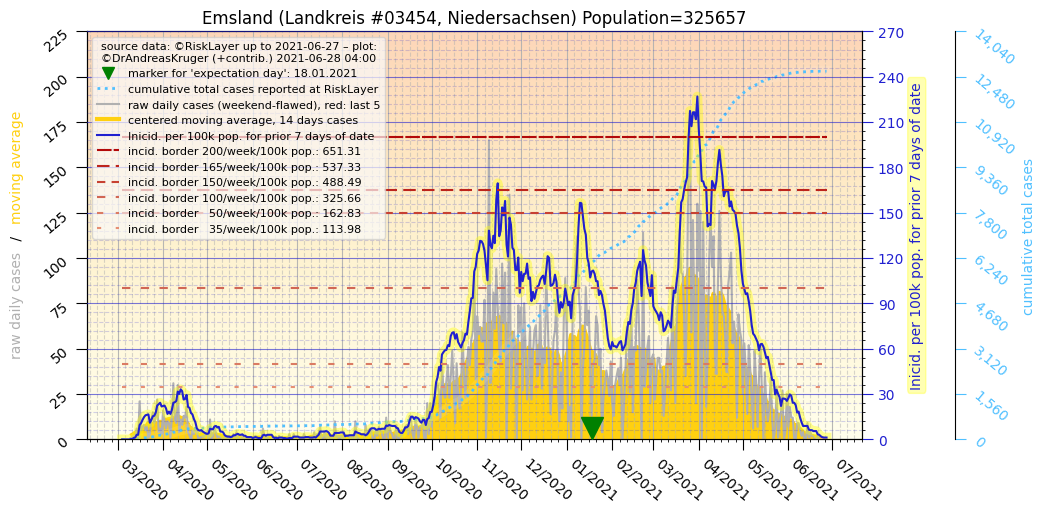 Emsland (Landkreis #03454, Niedersachsen) Population=325657
source data: ©RiskLayer up to 2021-06-27 – plot:
©DrAndreasKruger (+contrib.) 2021-06-28 04:00
marker for 'expectation day': 18.01.2021
cumulative total cases reported at RiskLayer
raw daily cases (weekend-flawed), red: last 5
centered moving average, 14 days cases
Inicid. per 100k pop. for prior 7 days of date
incid. border 200/week/100k pop.: 651.31
incid. border 165/week/100k pop.: 537.33
incid. border 150/week/100k pop.: 488.49
incid. border 100/week/100k pop.: 325.66
incid. border 50/week/100k pop.: 162.83
incid. border 35/week/100k pop.: 113.98
raw daily cases / moving average
225
200
175
150
125
100
75
50
25
0
03/2020
04/2020
05/2020
06/2020
07/2020
08/2020
09/2020
10/2020
11/2020
12/2020
01/2021
02/2021
03/2021
04/2021
05/2021
06/2021
07/2021
270
240
210
180
150
120
90
60
30
0
Inicid. per 100k pop. for prior 7 days of date
14,040
12,480
10,920
9,360
7,800
6,240
4,680
3,120
1,560
0
cumulative total cases